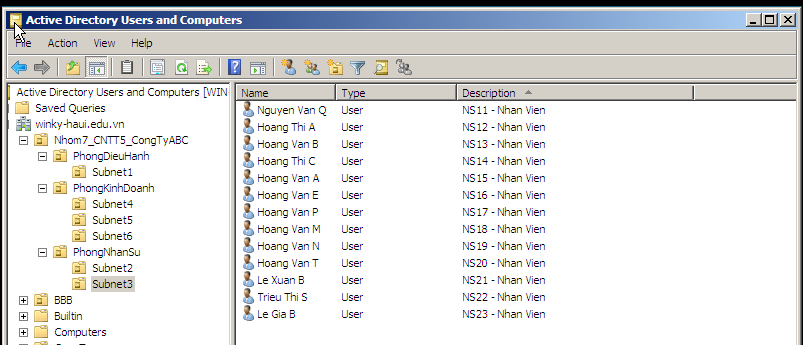 Active Directory Users and Computers
File Action View Help
Active Directory Users and Computers [WIN-
Saved Queries
winky-haui.edu.vn
Nhom7_CNTT5_CongTyABC
PhongDieuHanh
Subnet1
PhongKinhDoanh
Subnet4
Subnet5
Subnet6
PhongNhanSu
Subnet2
Subnet3
BBB
Builtin
Computers
Name Type Description
Nguyen Van Q User NS11 - Nhan Vien
Hoang Thi A User NS12 - Nhan Vien
Hoang Van B User NS13 - Nhan Vien
Hoang Thi C User NS14 - Nhan Vien
Hoang Van A User NS15 - Nhan Vien
Hoang Van E User NS16 - Nhan Vien
Hoang Van P User NS17 - Nhan Vien
Hoang Van M User NS18 - Nhan Vien
Hoang Van N User NS19 - Nhan Vien
Hoang Van T User NS20 - Nhan Vien
Le Xuan B User NS21 - Nhan Vien
Trieu Thi S User NS22 - Nhan Vien
Le Gia B User NS23 - Nhan Vien